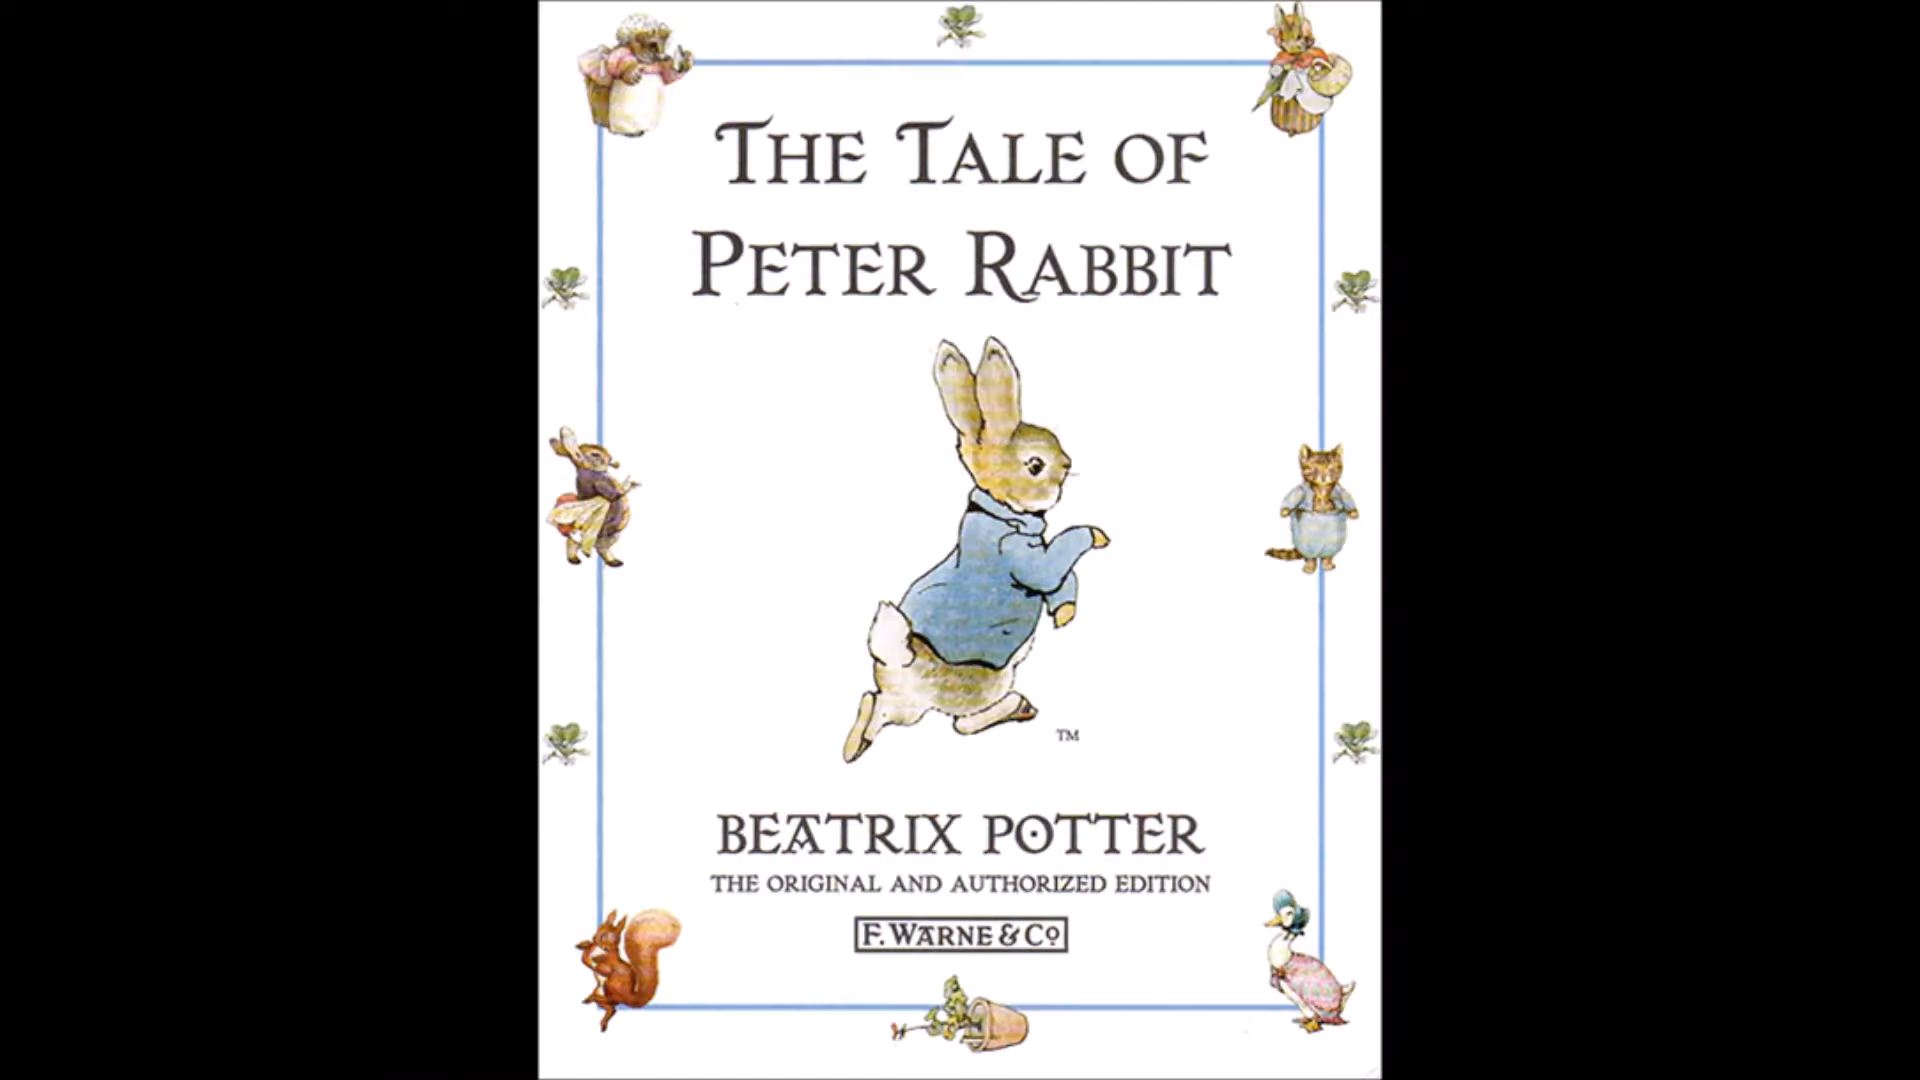 THE TALE OF
PETER RABBIT
TM
BEATRIX POTTER
THE ORIGINAL AND AUTHORIZED EDITION
F. WARNE & Co